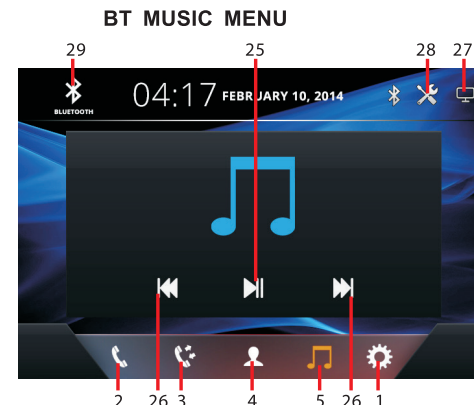 BT MUSIC MENU
29 25 28 27
04:17 FEBRUARY 10, 2014
BLUETOOTH
2 26 3 4 5 26 1